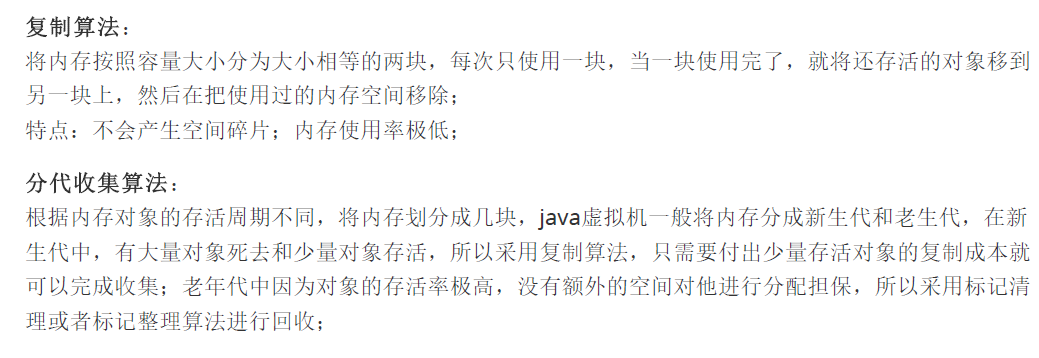 复制算法：
将内存按照容量大小分为大小相等的两块，每次只使用一块，当一块使用完了，就将还存活的对象移到
另一块上，然后在把使用过的内存空间移除；
特点：不会产生空间碎片；内存使用率极低；
分代收集算法：
根据内存对象的存活周期不同，将内存划分成几块，java虚拟机一般将内存分成新生代和老生代，在新
生代中，有大量对象死去和少量对象存活，所以采用复制算法，只需要付出少量存活对象的复制成本就
可以完成收集；老年代中因为对象的存活率极高，没有额外的空间对他进行分配担保，所以采用标记清
理或者标记整理算法进行回收；